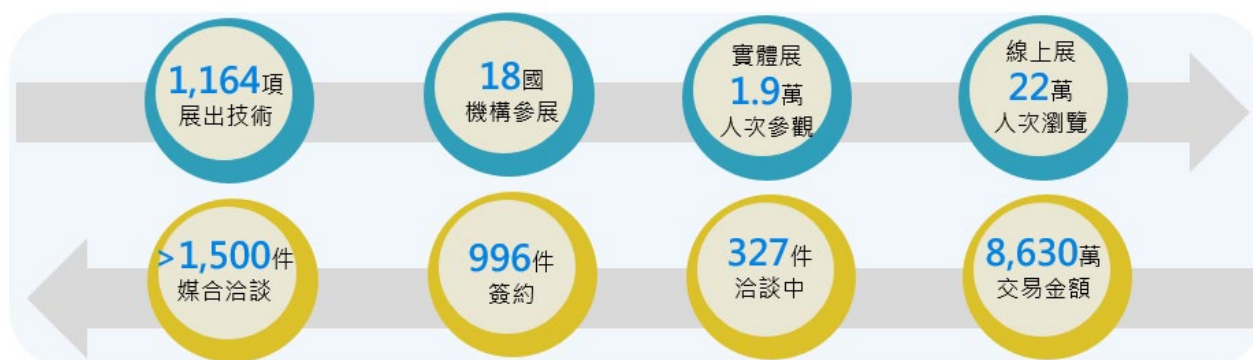 1,164項
展出技術
18國
機構參展
實體展
1.9萬
人次參觀
線上展
22萬
人次瀏覽
>1,500件
媒合洽談
996件
簽約
327件
洽談中
8,630萬
交易金額